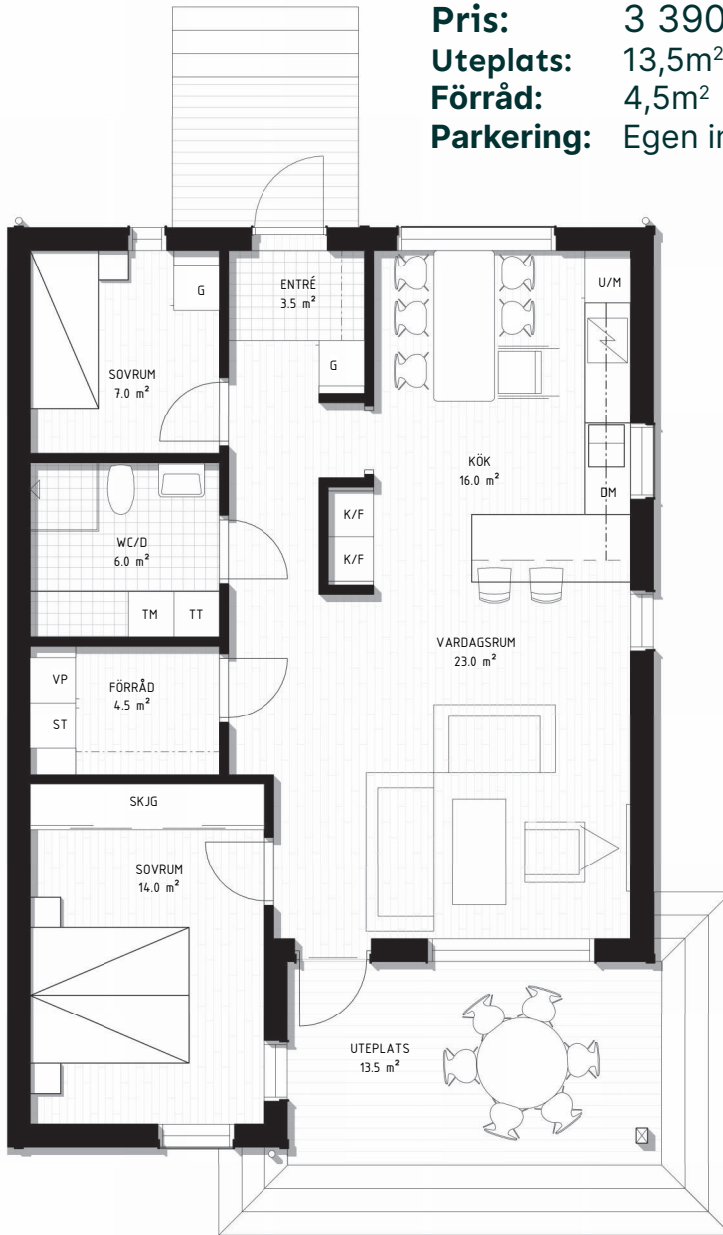 Pris: 3 390
Uteplats: 13,5m²
Förråd: 4,5m²
Parkering: Egen in
ENTRÉ
3.5 m²
G
U/M
G
SOVRUM
7.0 m²
KÖK
16.0 m²
DM
K/F
K/F
WC/D
6.0 m²
TM TT
VARDAGSRUM
23.0 m²
VP
FÖRRÅD
4.5 m²
ST
SKJG
SOVRUM
14.0 m²
UTEPLATS
13.5 m²